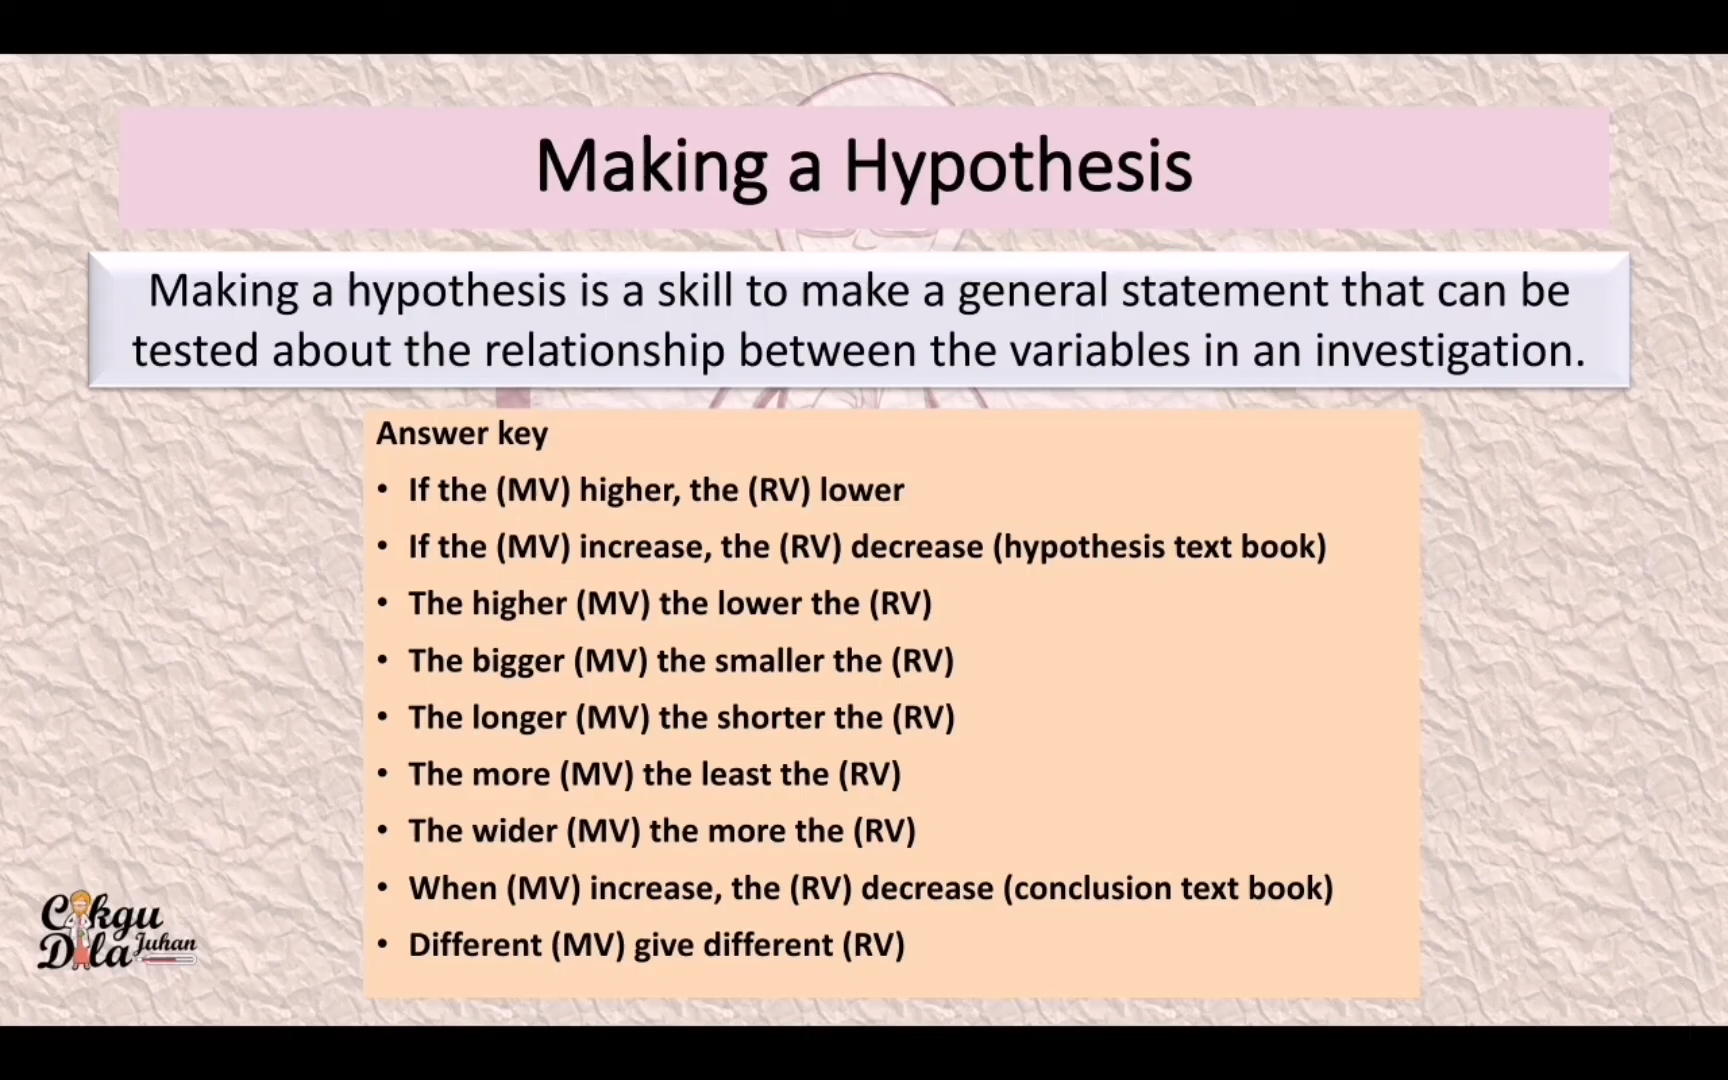 Making a Hypothesis
Making a hypothesis is a skill to make a general statement that can be
tested about the relationship between the variables in an investigation.
Answer key
• If the (MV) higher, the (RV) lower
• If the (MV) increase, the (RV) decrease (hypothesis text book)
• The higher (MV) the lower the (RV)
• The bigger (MV) the smaller the (RV)
• The longer (MV) the shorter the (RV)
• The more (MV) the least the (RV)
• The wider (MV) the more the (RV)
• When (MV) increase, the (RV) decrease (conclusion text book)
• Different (MV) give different (RV)
Cikgu
Dila Juhan